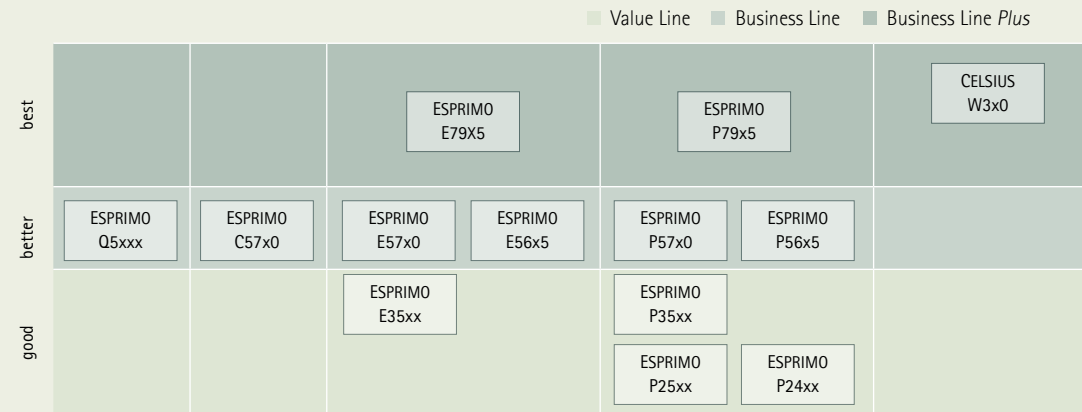 Value Line
Business Line
Business Line Plus
best
CELSIUS
W3x0
ESPRIMO
E79X5
ESPRIMO
P79x5
better
ESPRIMO
Q5xxx
ESPRIMO
C57x0
ESPRIMO
E57x0
ESPRIMO
E56x5
ESPRIMO
P57x0
ESPRIMO
P56x5
good
ESPRIMO
E35xx
ESPRIMO
P35xx
ESPRIMO
P25xx
ESPRIMO
P24xx